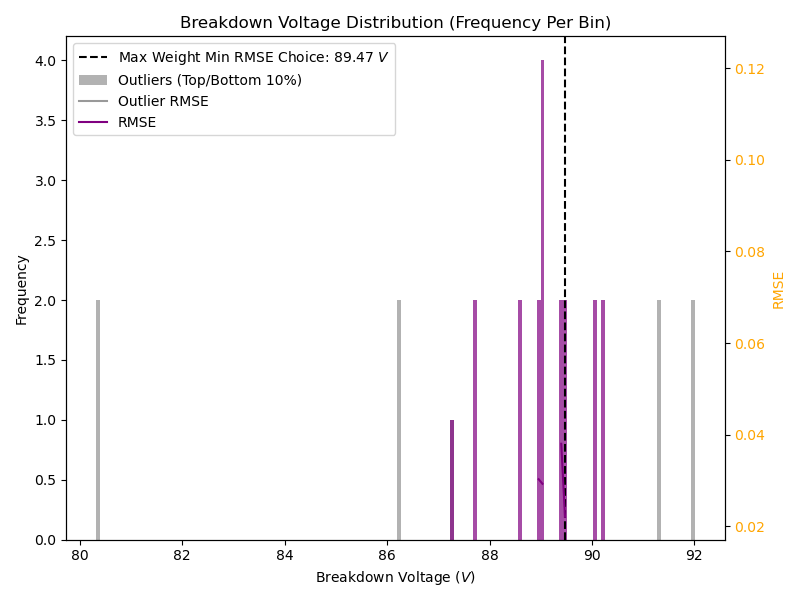 Breakdown Voltage Distribution (Frequency Per Bin)
Max Weight Min RMSE Choice: 89.47 V
Outliers (Top/Bottom 10%)
Outlier RMSE
RMSE
Frequency
4.0
3.5
3.0
2.5
2.0
1.5
1.0
0.5
0.0
0.12
0.10
0.08
0.06
0.04
0.02
RMSE
80 82 84 86 88 90 92
Breakdown Voltage (V)